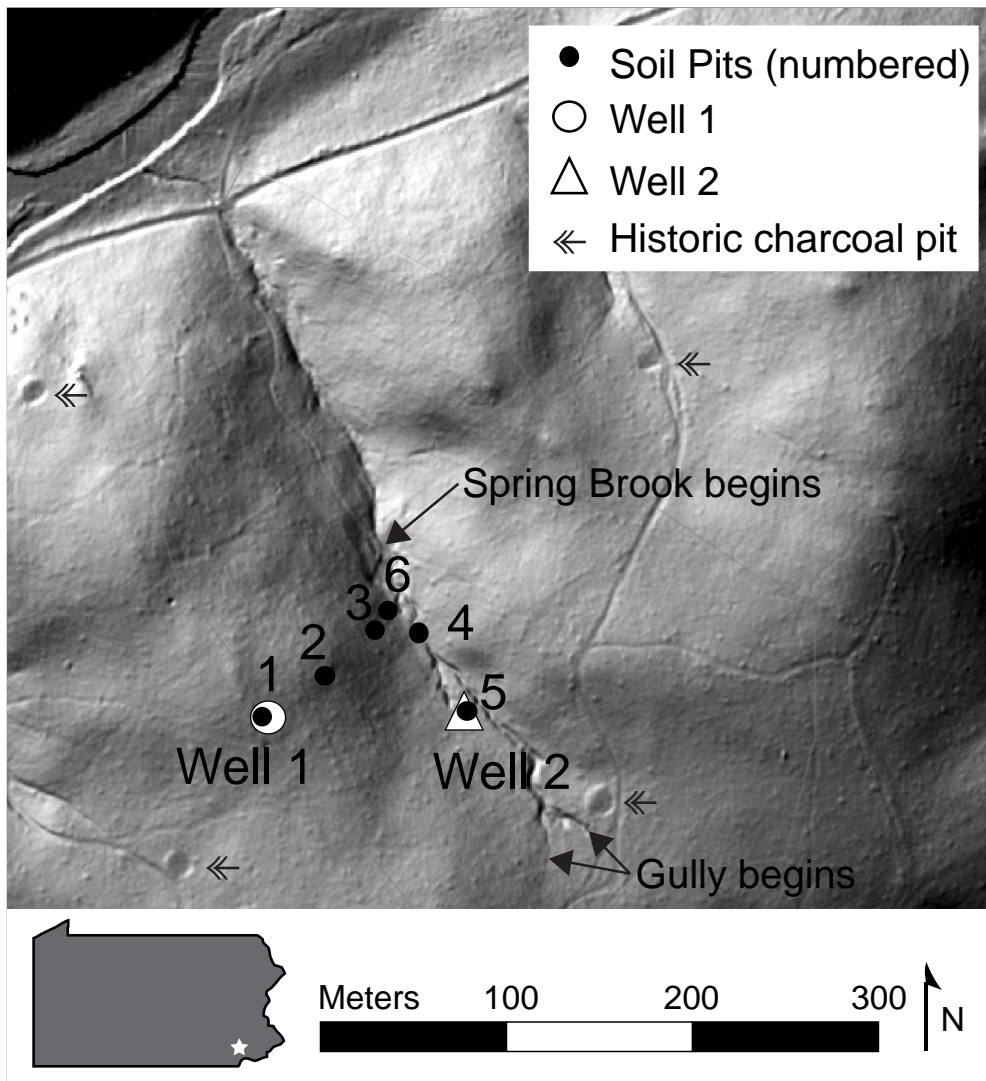 Soil Pits (numbered)
Well 1
Well 2
Historic charcoal pit
Spring Brook begins
6
3
4
2
1
5
Well 1
Well 2
Gully begins
Meters 100 200 300
N